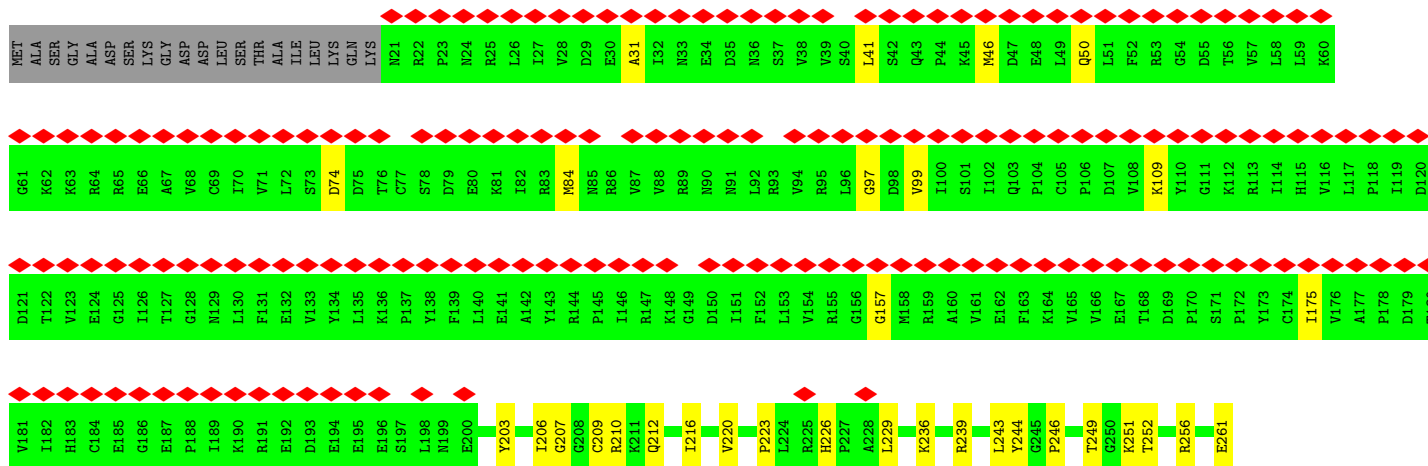 MET ALA SER GLY ALA ASP SER LYS GLY ASP ASP LEU SER THR ALA ILE LEU LYS GLN LYS N21 R22 P23 N24 R25 L26 I27 V28 D29 E30 A31 I32 N33 E34 D35 N36 S37 V38 V39 S40 L41 S42 Q43 P44 K45 M46 D47 E48 L49 Q50 L51 F52 R53 G54 D55 T56 V57 L58 L59 K60
G61 K62 K63 R64 R65 E66 A67 V68 C69 I70 V71 L72 S73 D74 D75 T76 C77 S78 D79 E80 K81 I82 R83 M84 N85 R86 V87 V88 R89 N90 N91 L92 R93 V94 R95 L96 G97 D98 V99 I100 S101 I102 Q103 P104 C105 P106 D107 V108 K109 Y110 G111 K112 R113 I114 H115 V116 L117 P118 I119 D120
D121 T122 V123 E124 G125 I126 T127 G128 N129 L130 F131 E132 V133 Y134 L135 K136 P137 Y138 F139 L140 E141 A142 Y143 R144 P145 I146 R147 K148 G149 D150 I151 F152 L153 V154 R155 G156 G157 M158 R159 A160 V161 E162 F163 K164 V165 V166 E167 T168 D169 P170 S171 P172 Y173 C174 I175 V176 A177 P178 D179
V181 I182 H183 C184 E185 G186 E187 P188 I189 K190 R191 E192 D193 E194 E195 E196 S197 L198 N199 E200 Y203 I206 G207 G208 C209 R210 K211 Q212 I216 V220 P223 L224 R225 H226 P227 A228 L229 K236 R239 L243 Y244 G245 P246 T249 G250 K251 T252 R256 E261